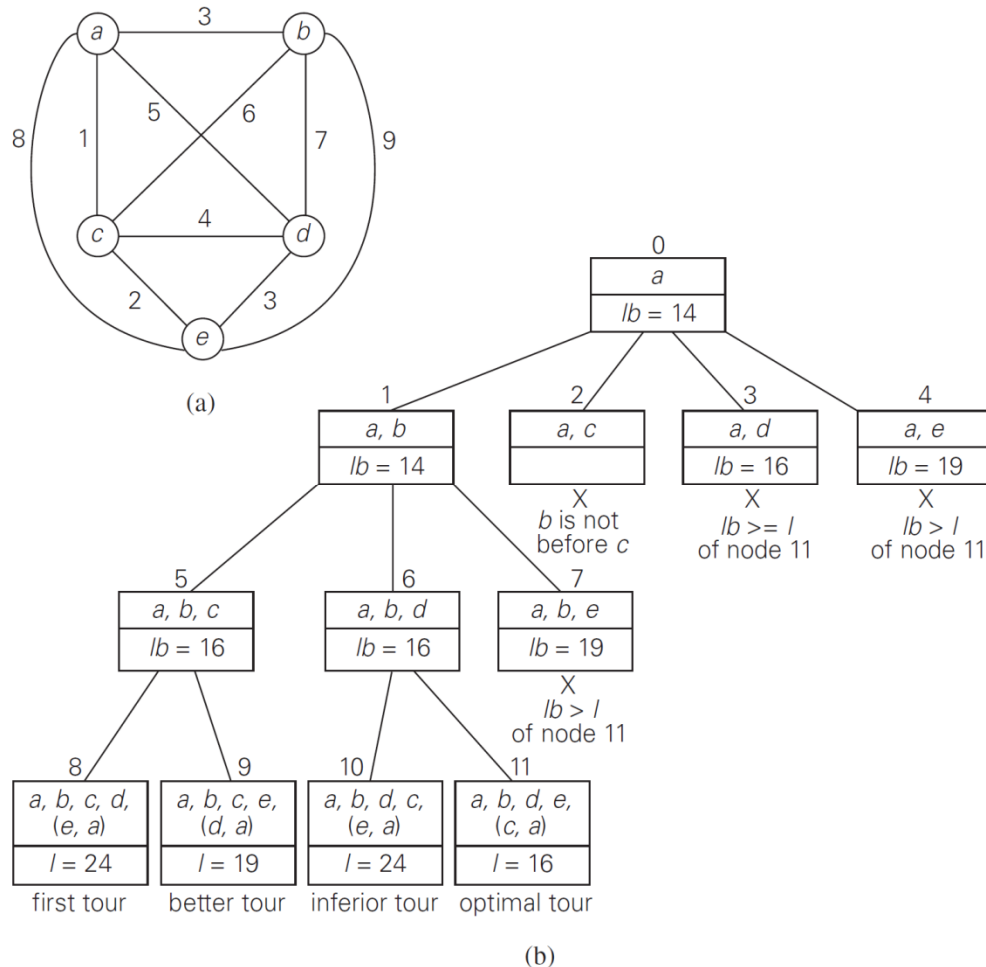 a 3 b
8 1 5 6 7 9
c 4 d
2 3
e
(a)
0
a
lb = 14
1 2 3 4
a, b a, c a, d a, e
lb = 14 lb = 16 lb = 19
X
b is not
before c
X
lb >= l
of node 11
X
lb > l
of node 11
5 6 7
a, b, c a, b, d a, b, e
lb = 16 lb = 16 lb = 19
X
lb > l
of node 11
8 9 10 11
a, b, c, d,
(e, a)
l = 24
first tour
a, b, c, e,
(d, a)
l = 19
better tour
a, b, d, c,
(e, a)
l = 24
inferior tour
a, b, d, e,
(c, a)
l = 16
optimal tour
(b)